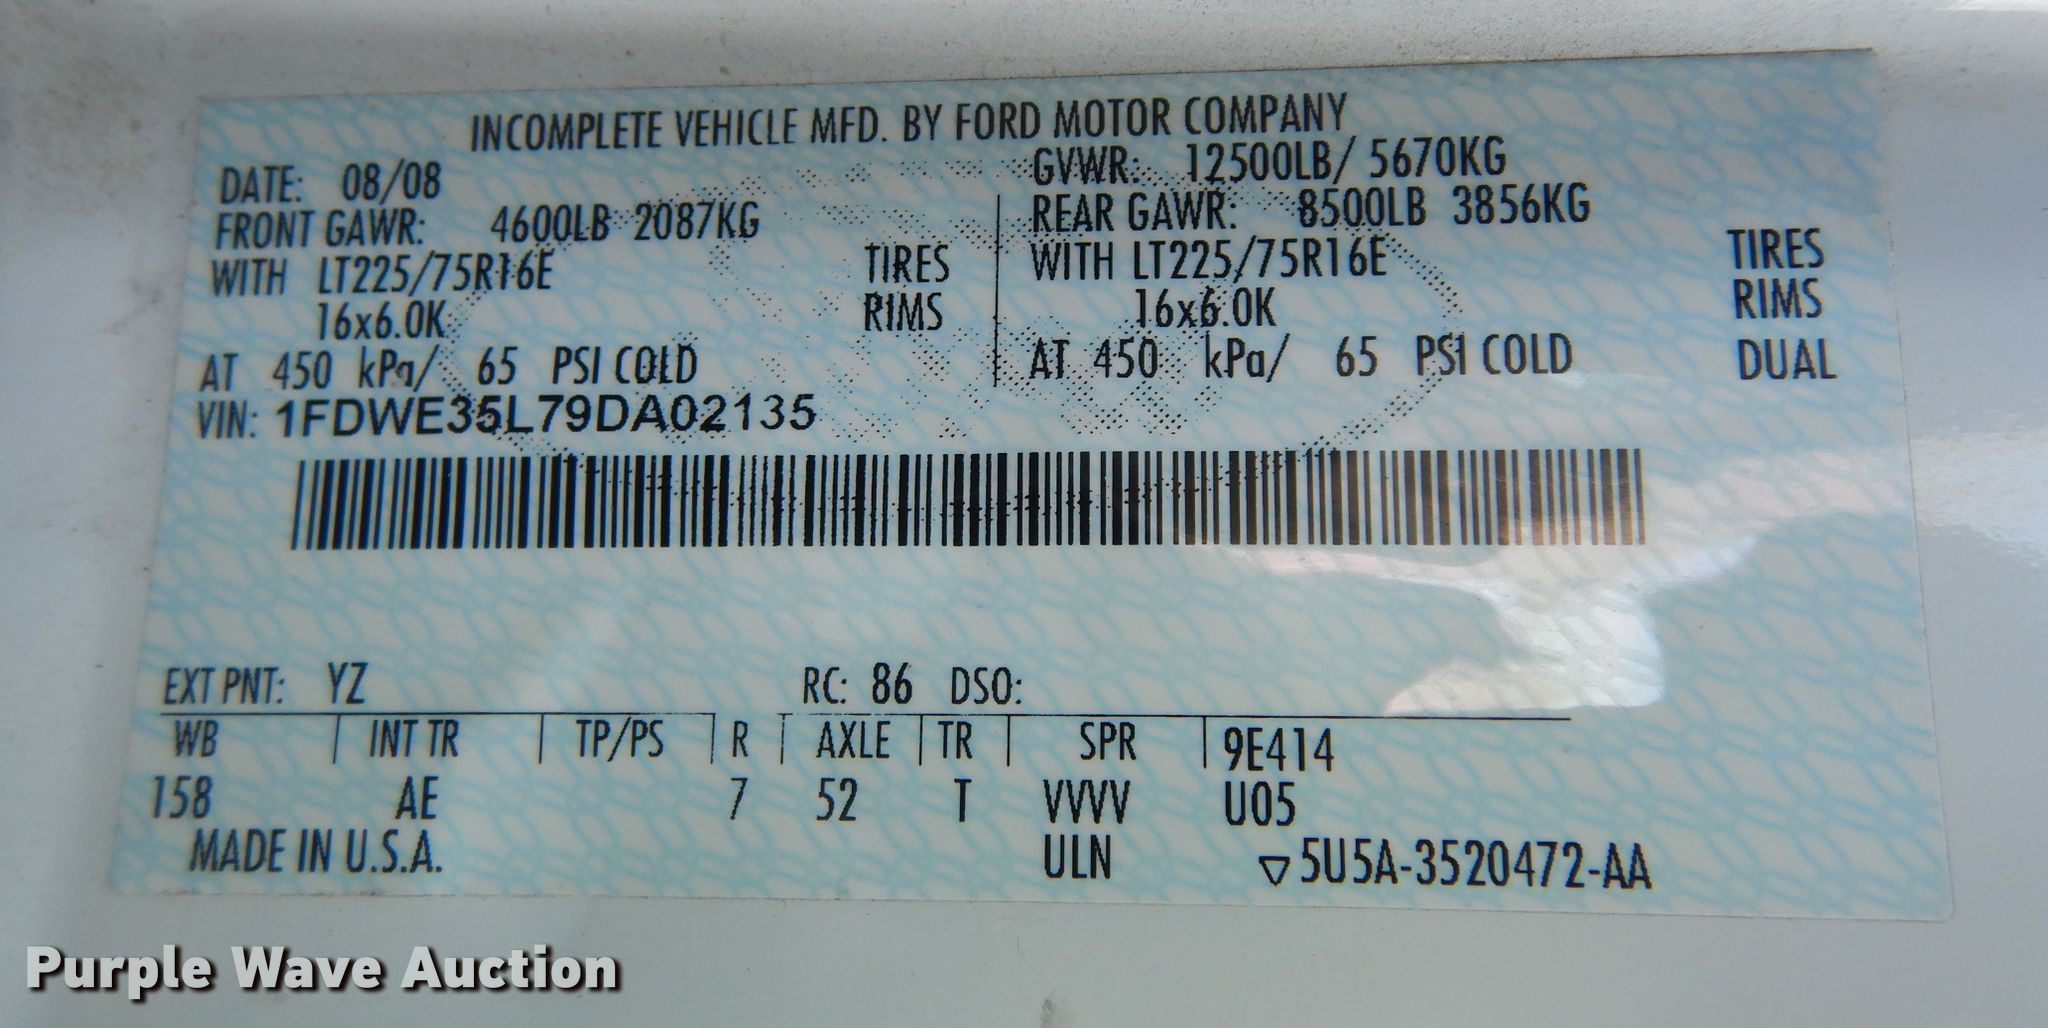 INCOMPLETE VEHICLE MFD. BY FORD MOTOR COMPANY
DATE: 08/08 GVWR: 12500LB/ 5670KG
FRONT GAWR: 4600LB 2087KG REAR GAWR: 8500LB 3856KG
WITH LT225/75R16E TIRES WITH LT225/75R16E TIRES
16x6.0K RIMS 16x6.0K RIMS
AT 450 kPa/ 65 PSI COLD AT 450 kPa/ 65 PSI COLD DUAL
VIN: 1FDWE35L79DA02135
EXT PNT: YZ RC: 86 DSO:
WB INT TR TP/PS R AXLE TR SPR 9E414
158 AE 7 52 T VVVV U05
MADE IN U.S.A. ULN ▽5U5A-3520472-AA
Purple Wave Auction